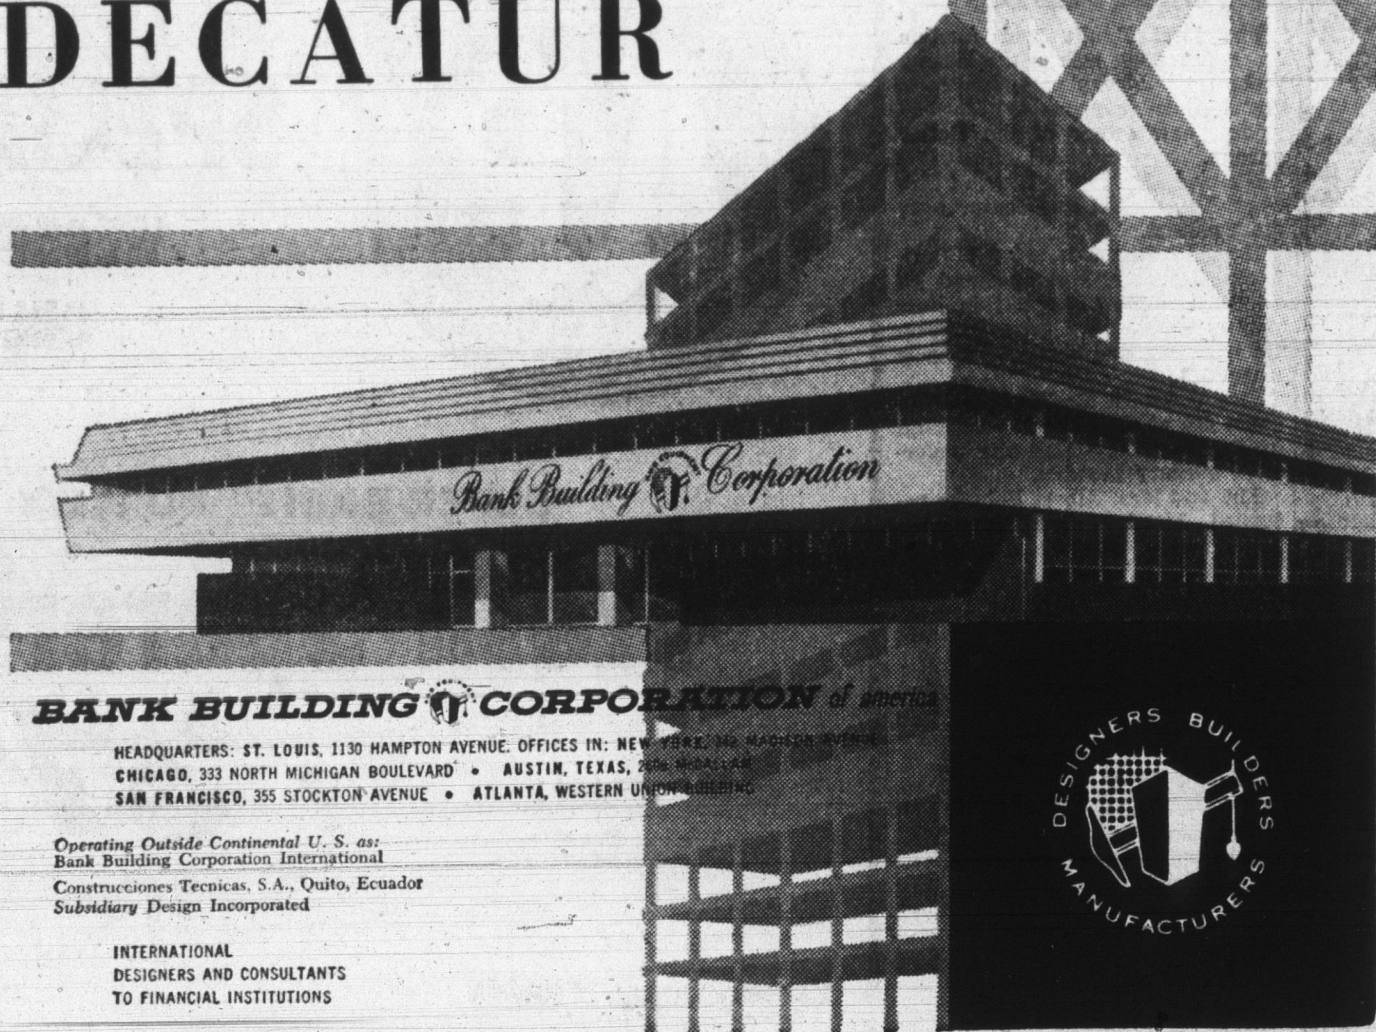 DECATUR
Bank Building Corporation
BANK BUILDING CORPORATION of america
HEADQUARTERS: ST. LOUIS, 1130 HAMPTON AVENUE. OFFICES IN: NEW YORK, MADISON AVENUE
CHICAGO, 333 NORTH MICHIGAN BOULEVARD • AUSTIN, TEXAS,
SAN FRANCISCO, 355 STOCKTON AVENUE • ATLANTA, WESTERN UNION BUILDING
Operating Outside Continental U. S. as:
Bank Building Corporation International
Construcciones Tecnicas, S.A., Quito, Ecuador
Subsidiary Design Incorporated
INTERNATIONAL
DESIGNERS AND CONSULTANTS
TO FINANCIAL INSTITUTIONS
DESIGNERS BUILDERS
MANUFACTURERS